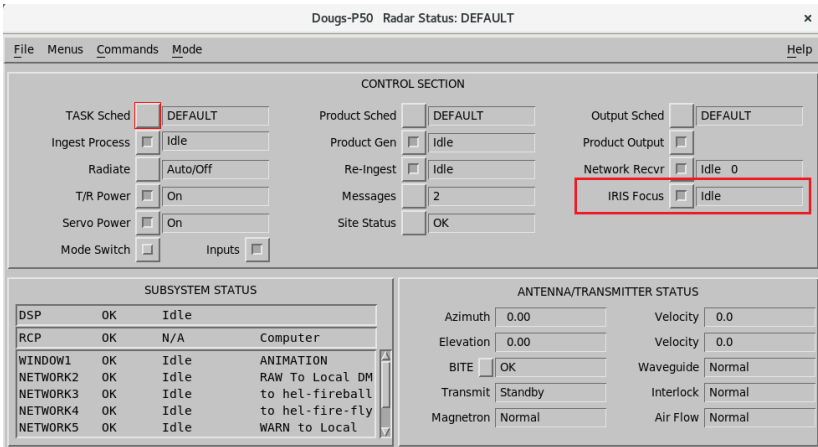 Dougs-P50 Radar Status: DEFAULT ×
File Menus Commands Mode Help
CONTROL SECTION
TASK Sched DEFAULT Product Sched DEFAULT Output Sched DEFAULT
Ingest Process Idle Product Gen Idle Product Output
Radiate Auto/Off Re-Ingest Idle Network Recvr Idle 0
T/R Power On Messages 2 IRIS Focus Idle
Servo Power On Site Status OK
Mode Switch Inputs
SUBSYSTEM STATUS
DSP OK Idle
RCP OK N/A Computer
WINDOW1 OK Idle ANIMATION
NETWORK2 OK Idle RAW To Local DM
NETWORK3 OK Idle to hel-fireball
NETWORK4 OK Idle to hel-fire-fly
NETWORK5 OK Idle WARN to Local
ANTENNA/TRANSMITTER STATUS
Azimuth 0.00 Velocity 0.0
Elevation 0.00 Velocity 0.0
BITE OK Waveguide Normal
Transmit Standby Interlock Normal
Magnetron Normal Air Flow Normal